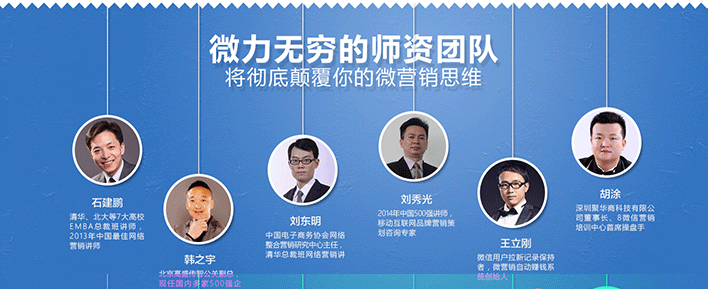 微力无穷的师资团队
将彻底颠覆你的微营销思维
石建鹏
清华、北大等7大高校
EMBA总裁班讲师，
2013年中国最佳网络
营销讲师
韩之宇
北京高盛传智公关副总，
现任国内多家500强企
刘东明
中国电子商务协会网络
整合营销研究中心主任，
清华总裁班网络营销讲
刘秀光
2014年中国500强讲师，
移动互联网品牌营销策
划咨询专家
王立刚
微信用户拉新记录保持
者，微营销自动赚钱系
统创始人
胡涂
深圳聚华商科技有限公
司董事长、8微信营销
培训中心首席操盘手